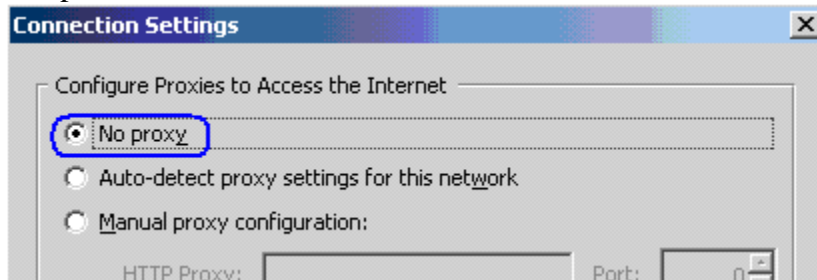 Connection Settings
Configure Proxies to Access the Internet
No proxy
Auto-detect proxy settings for this network
Manual proxy configuration:
HTTP Proxy: Port: 0